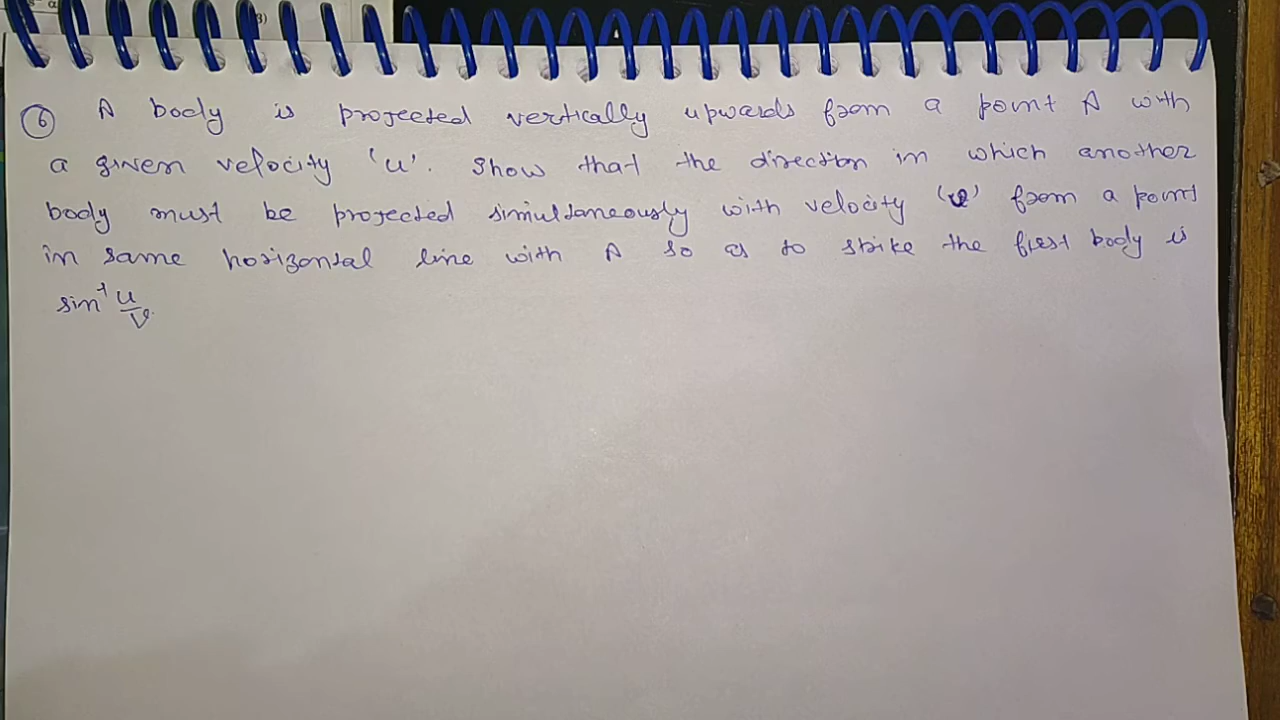 3)
⑥ A body is projected vertically upwards from a point A with
a given velocity 'u'. Show that the direction in which another
body must be projected simultaneously with velocity 'v' from a point
in same horizontal line with A so as to strike the first body is
sin⁻¹ u/v.